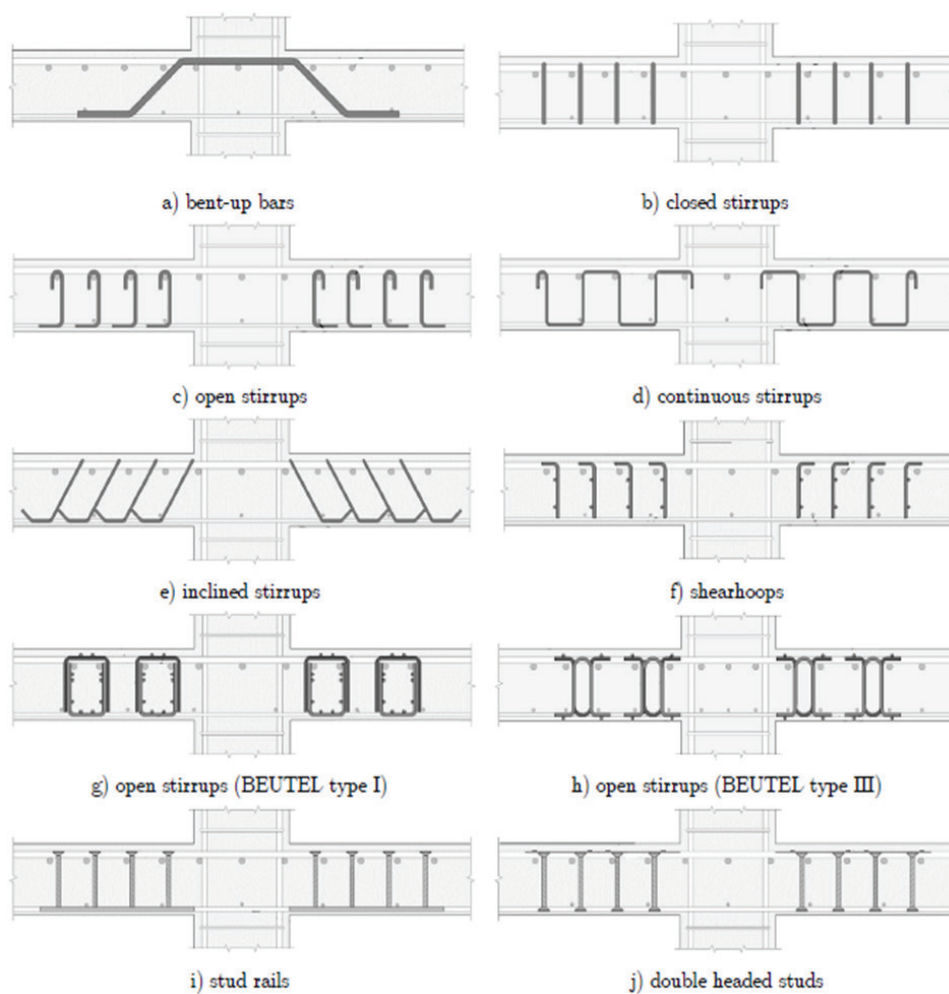 a) bent-up bars
b) closed stirrups
c) open stirrups
d) continuous stirrups
e) inclined stirrups
f) shearhoops
g) open stirrups (BEUTEL type I)
h) open stirrups (BEUTEL type III)
i) stud rails
j) double headed studs